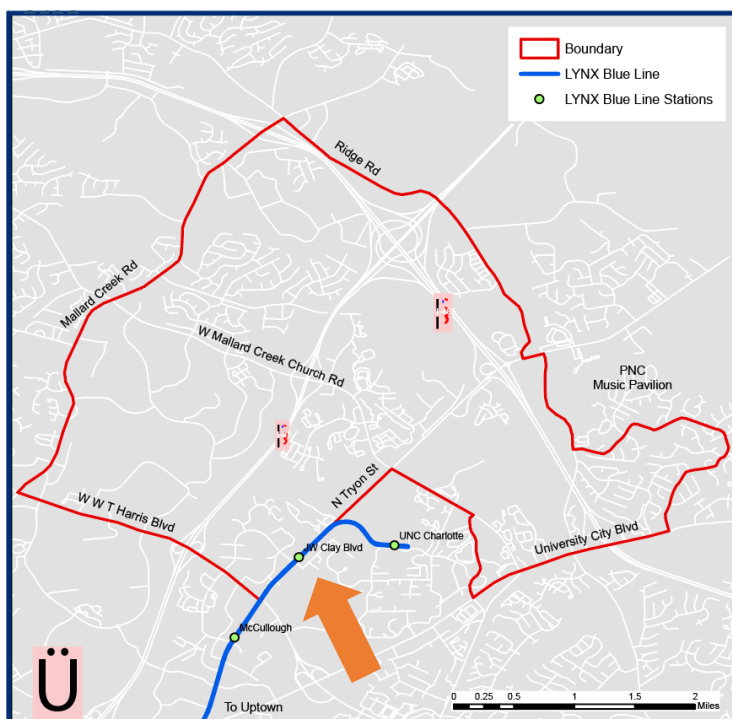 Boundary
LYNX Blue Line
LYNX Blue Line Stations
Ridge Rd
Mallard Creek Rd
W Mallard Creek Church Rd
PNC
Music Pavilion
N Tryon St
W W T Harris Blvd
UNC Charlotte
JW Clay Blvd
University City Blvd
McCullough
Ü
To Uptown
0 0.25 0.5 1 1.5 2
Miles